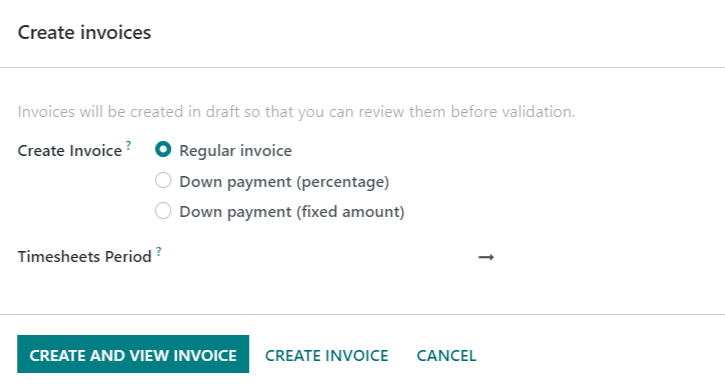 Create invoices
Invoices will be created in draft so that you can review them before validation.
Create Invoice ? Regular invoice
Down payment (percentage)
Down payment (fixed amount)
Timesheets Period ? →
CREATE AND VIEW INVOICE CREATE INVOICE CANCEL